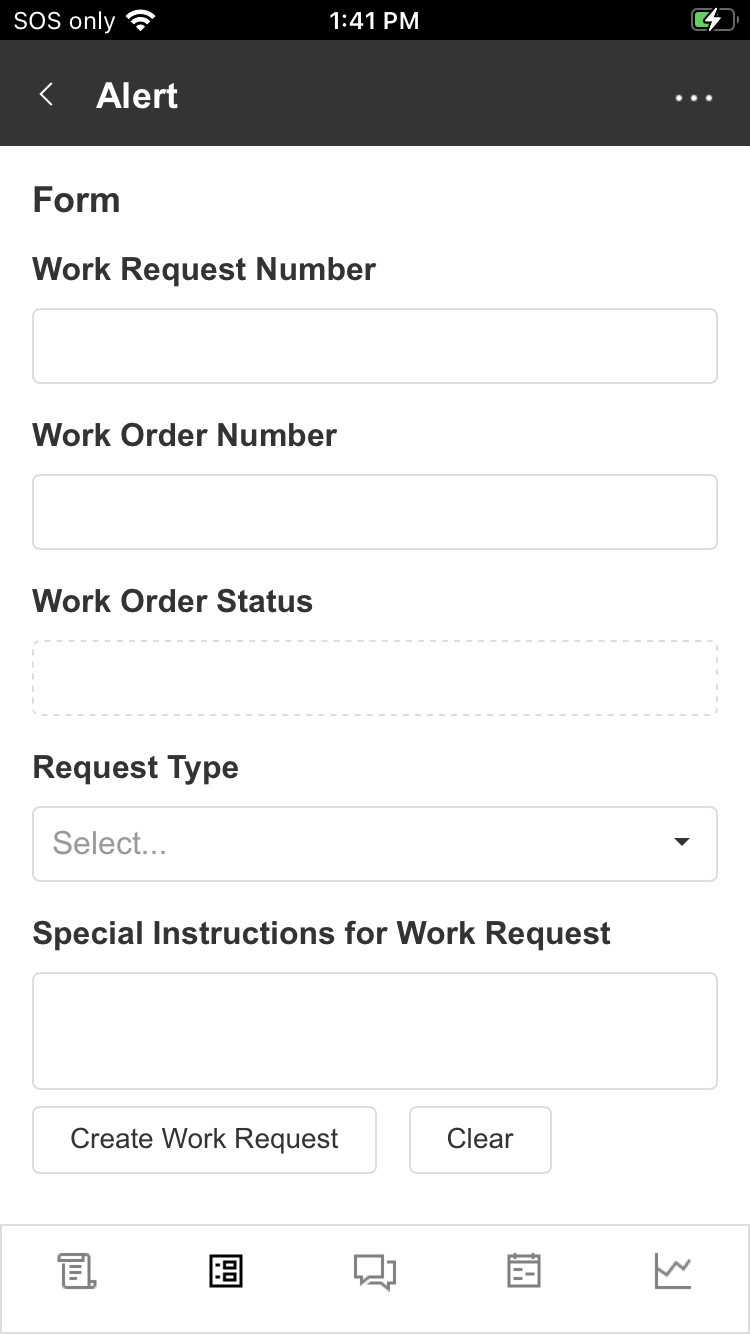 SOS only 1:41 PM
Alert
Form
Work Request Number
Work Order Number
Work Order Status
Request Type
Select...
Special Instructions for Work Request
Create Work Request Clear